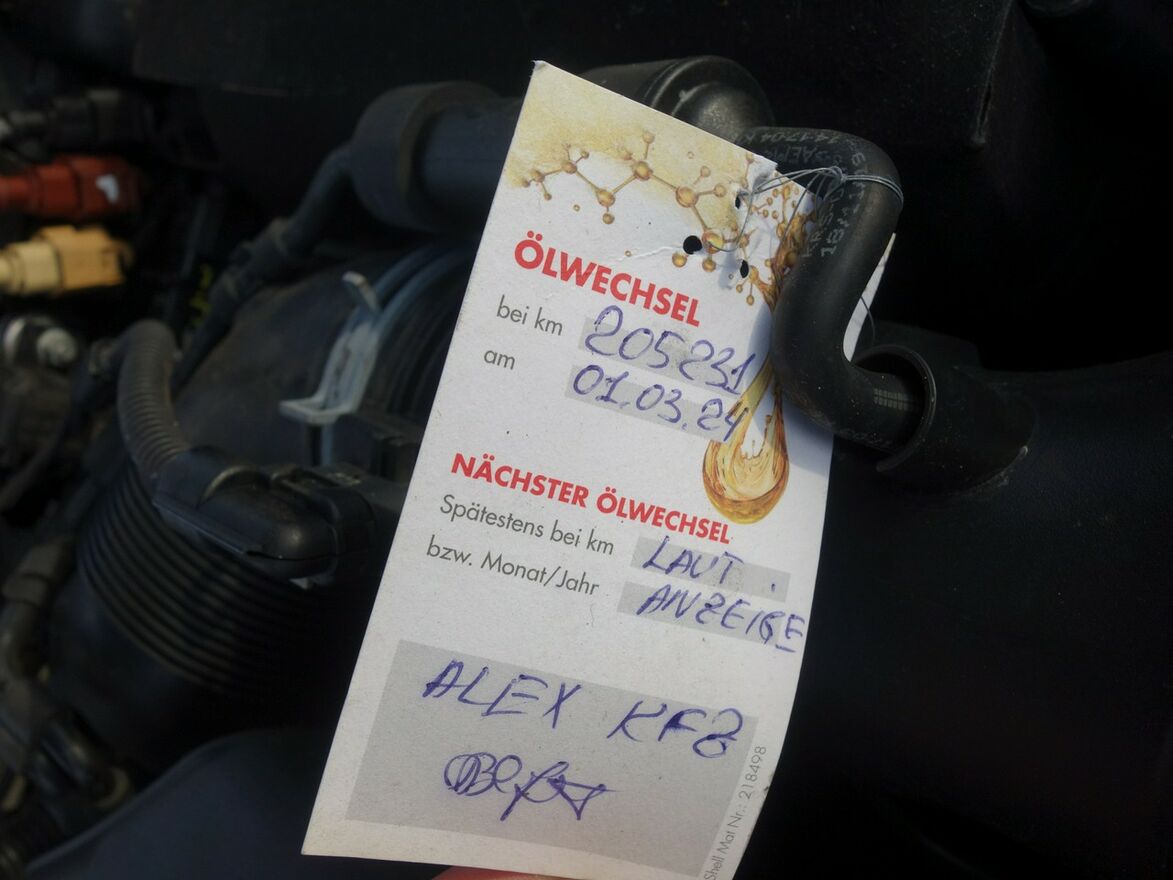 ÖLWECHSEL
bei km 205231
am 01.03.24
NÄCHSTER ÖLWECHSEL
Spätestens bei km LAUT
bzw. Monat/Jahr ANZEIGE
ALEX KFZ
Shell Mat Nr.: 218498